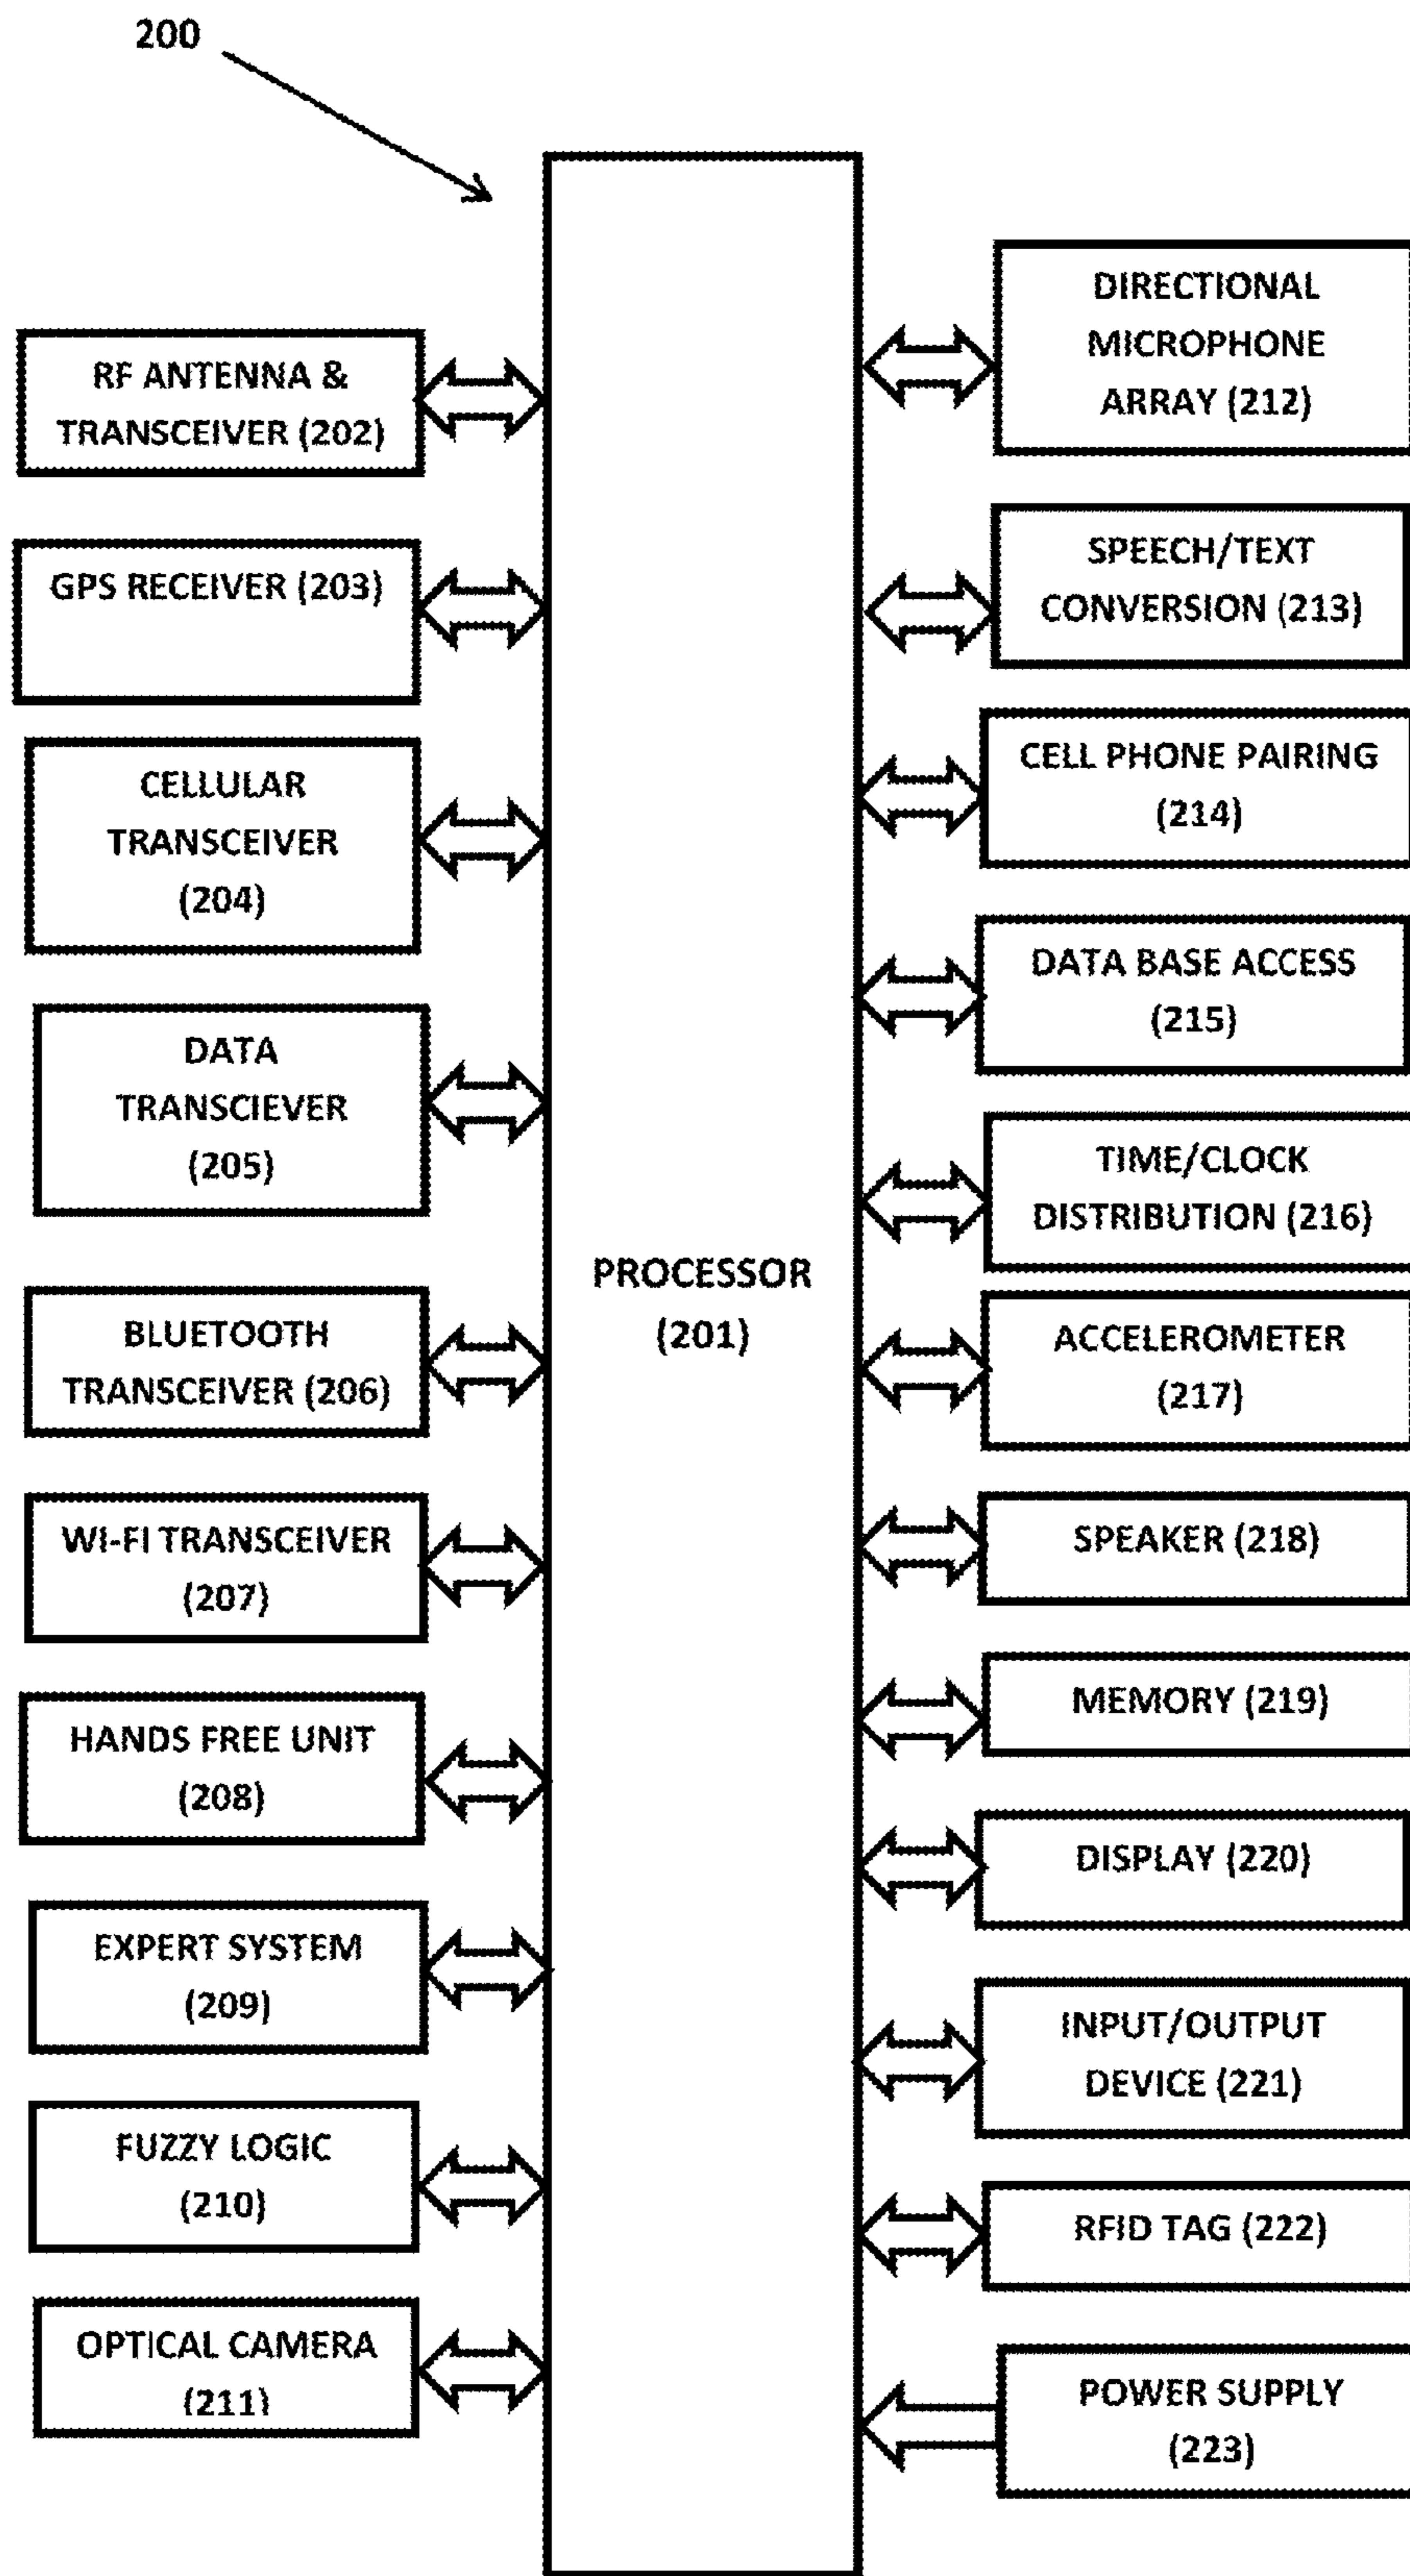 200
RF ANTENNA &
TRANSCEIVER (202)
GPS RECEIVER (203)
CELLULAR
TRANSCEIVER
(204)
DATA
TRANSCIEVER
(205)
BLUETOOTH
TRANSCEIVER (206)
WI-FI TRANSCEIVER
(207)
HANDS FREE UNIT
(208)
EXPERT SYSTEM
(209)
FUZZY LOGIC
(210)
OPTICAL CAMERA
(211)
PROCESSOR
(201)
DIRECTIONAL
MICROPHONE
ARRAY (212)
SPEECH/TEXT
CONVERSION (213)
CELL PHONE PAIRING
(214)
DATA BASE ACCESS
(215)
TIME/CLOCK
DISTRIBUTION (216)
ACCELEROMETER
(217)
SPEAKER (218)
MEMORY (219)
DISPLAY (220)
INPUT/OUTPUT
DEVICE (221)
RFID TAG (222)
POWER SUPPLY
(223)